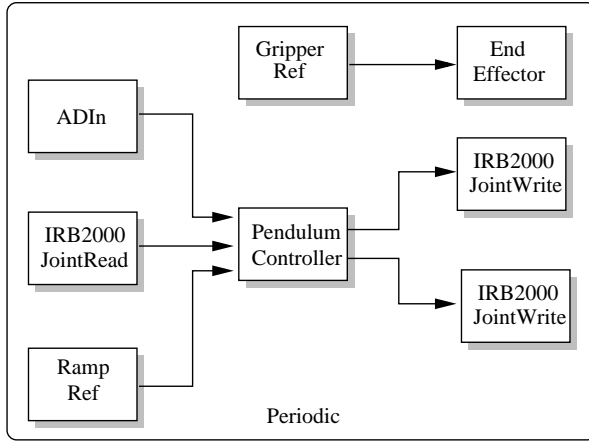 Gripper
Ref
End
Effector
ADIn
IRB2000
JointWrite
IRB2000
JointRead
Pendulum
Controller
IRB2000
JointWrite
Ramp
Ref
Periodic